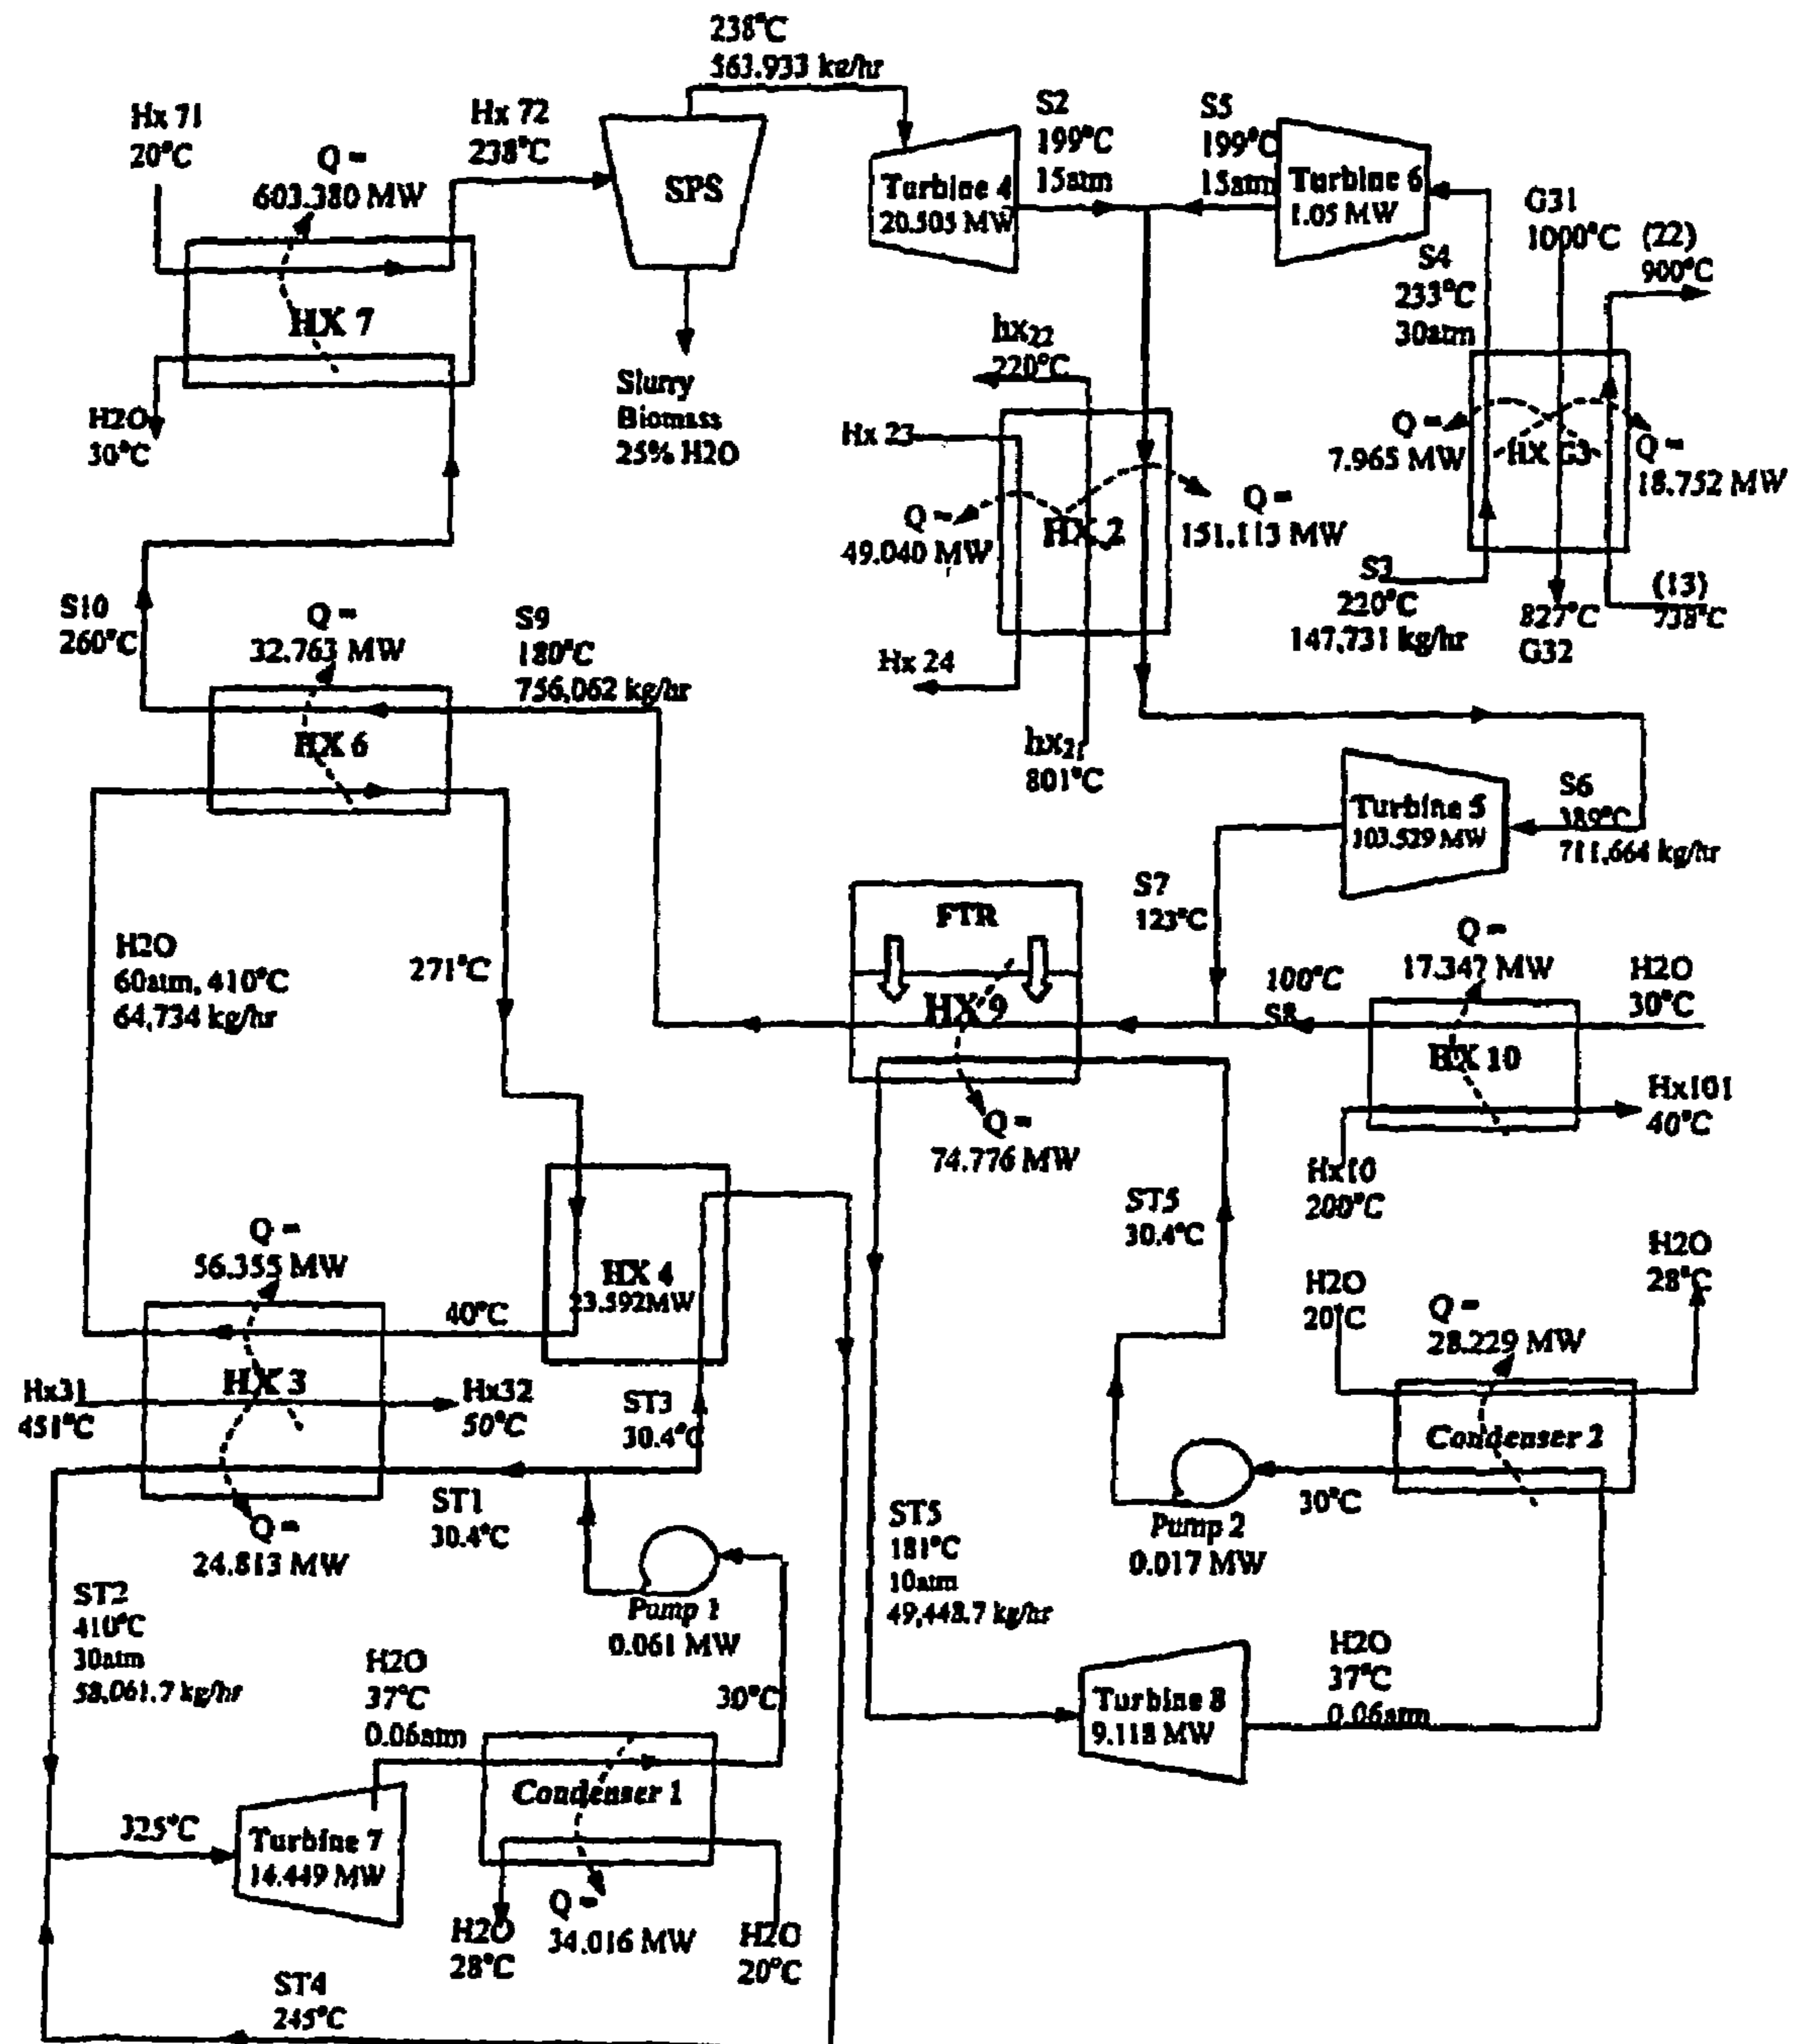 238°C
563.933 kg/hr
Hx 71
20°C
Q =
603.380 MW
Hx 72
238°C
HX 7
H2O
30°C
SPS
Slurry
Biomass
25% H2O
Turbine 4
20.505 MW
S2
199°C
15atm
S5
199°C
15atm
Turbine 6
1.05 MW
G31
1000°C
(22)
900°C
S4
233°C
30atm
Q =
7.965 MW
HX G3
Q =
18.752 MW
S3
220°C
147,731 kg/hr
827°C
G32
(13)
738°C
hx22
220°C
Hx 23
Q =
49.040 MW
HX 2
Q =
151.113 MW
Hx 24
hx21
801°C
S10
260°C
Q =
32.763 MW
S9
180°C
756,062 kg/hr
HX 6
Turbine 5
103.529 MW
S6
389°C
711,664 kg/hr
S7
123°C
FTR
HX 9
Q =
74.776 MW
100°C
S8
Q =
17.347 MW
H2O
30°C
HX 10
Hx101
40°C
Hx10
200°C
H2O
60atm, 410°C
64,734 kg/hr
271°C
HX 4
23.592MW
Q =
56.355 MW
40°C
Hx31
451°C
HX 3
Hx32
50°C
ST3
30.4°C
Q =
24.813 MW
ST1
30.4°C
Pump 1
0.061 MW
ST2
410°C
30atm
58,061.7 kg/hr
H2O
37°C
0.06atm
30°C
325°C
Turbine 7
14.449 MW
Condenser 1
H2O
28°C
Q =
34.016 MW
H2O
20°C
ST4
245°C
ST5
30.4°C
H2O
20°C
Q =
28.229 MW
H2O
28°C
Condenser 2
30°C
Pump 2
0.017 MW
ST5
181°C
10atm
49,448.7 kg/hr
Turbine 8
9.118 MW
H2O
37°C
0.06atm